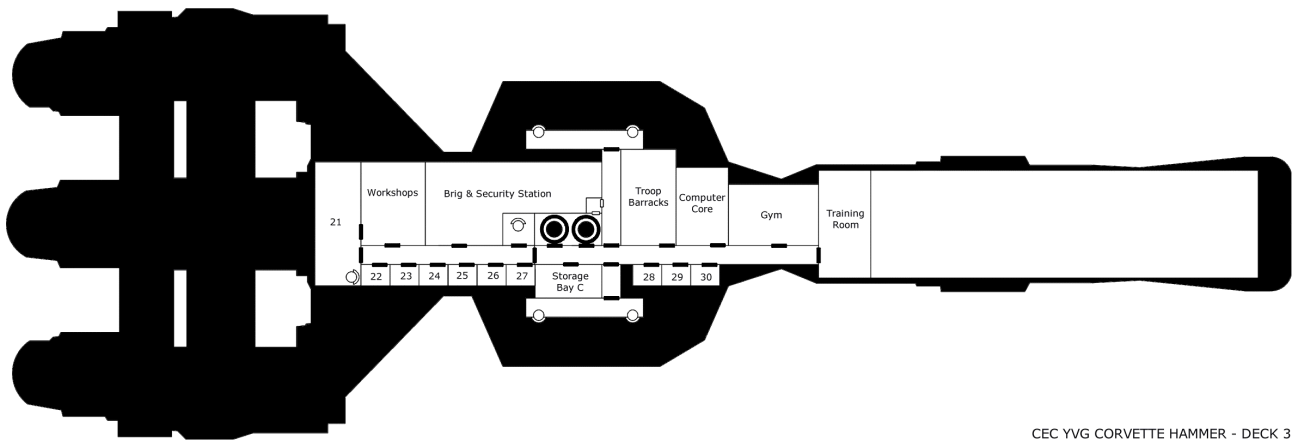 Workshops
Brig & Security Station
Troop
Barracks
Computer
Core
Gym
Training
Room
21
22
23
24
25
26
27
Storage
Bay C
28
29
30
CEC YVG CORVETTE HAMMER - DECK 3